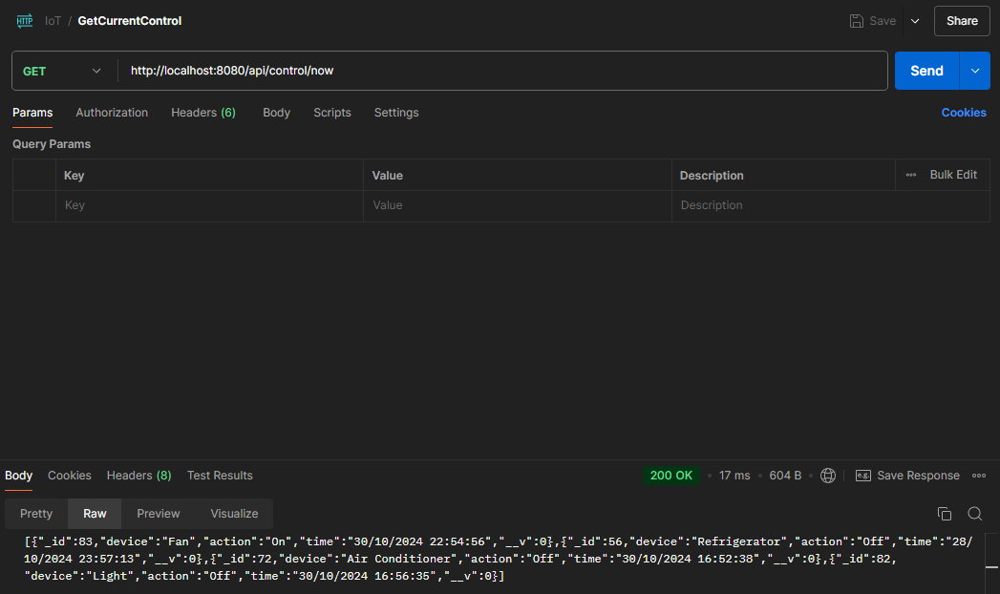 HTTP IoT / GetCurrentControl Save Share
GET http://localhost:8080/api/control/now Send
Params Authorization Headers (6) Body Scripts Settings Cookies
Query Params
Key Value Description Bulk Edit
Key Value Description
Body Cookies Headers (8) Test Results 200 OK 17 ms 604 B e.g. Save Response
Pretty Raw Preview Visualize
[{"_id":83,"device":"Fan","action":"On","time":"30/10/2024 22:54:56","__v":0},{"_id":56,"device":"Refrigerator","action":"Off","time":"28/
10/2024 23:57:13","__v":0},{"_id":72,"device":"Air Conditioner","action":"Off","time":"30/10/2024 16:52:38","__v":0},{"_id":82,
"device":"Light","action":"Off","time":"30/10/2024 16:56:35","__v":0}]